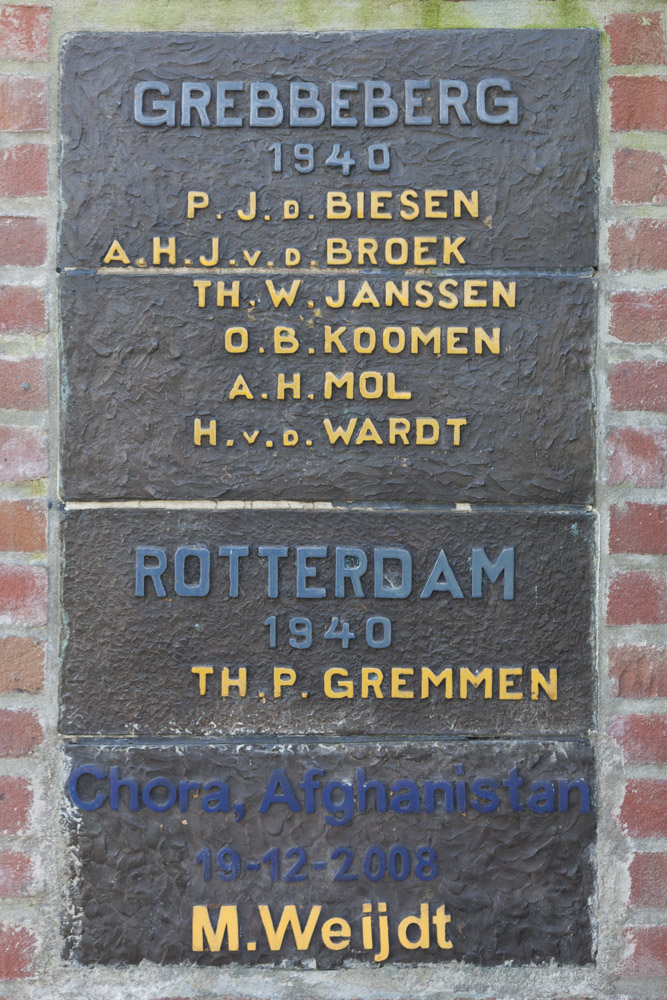 GREBBEBERG
1940
P. J. D. BIESEN
A.H.J.v.D. BROEK
TH.W. JANSSEN
O.B. KOOMEN
A.H. MOL
H.v.D. WARDT
ROTTERDAM
1940
TH.P. GREMMEN
Chora, Afghanistan
19-12-2008
M.Weijdt